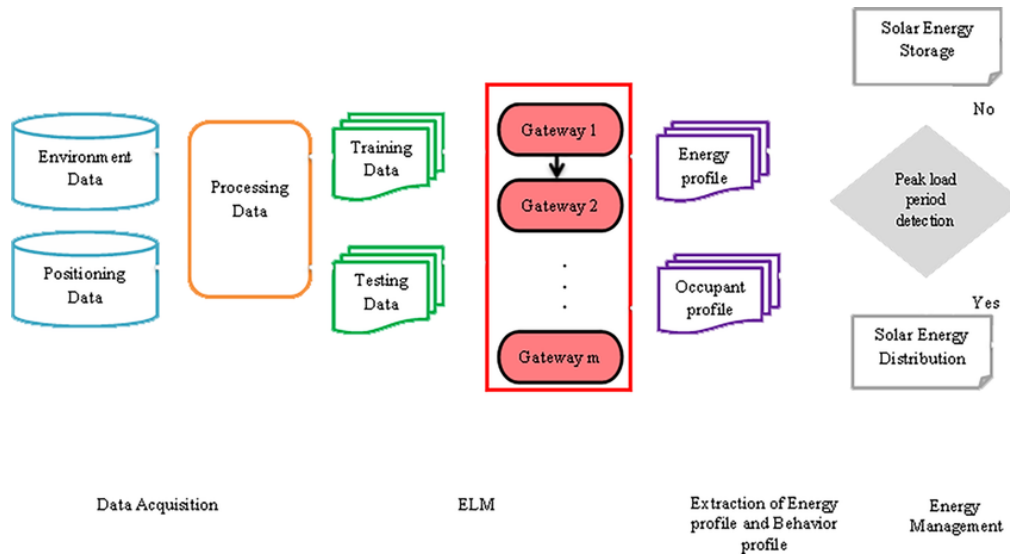 Environment
Data
Positioning
Data
Processing
Data
Training
Data
Testing
Data
Gateway 1
Gateway 2
Gateway m
Energy
profile
Occupant
profile
Solar Energy
Storage
No
Peak load
period
detection
Yes
Solar Energy
Distribution
Data Acquisition
ELM
Extraction of Energy
profile and Behavior
profile
Energy
Management